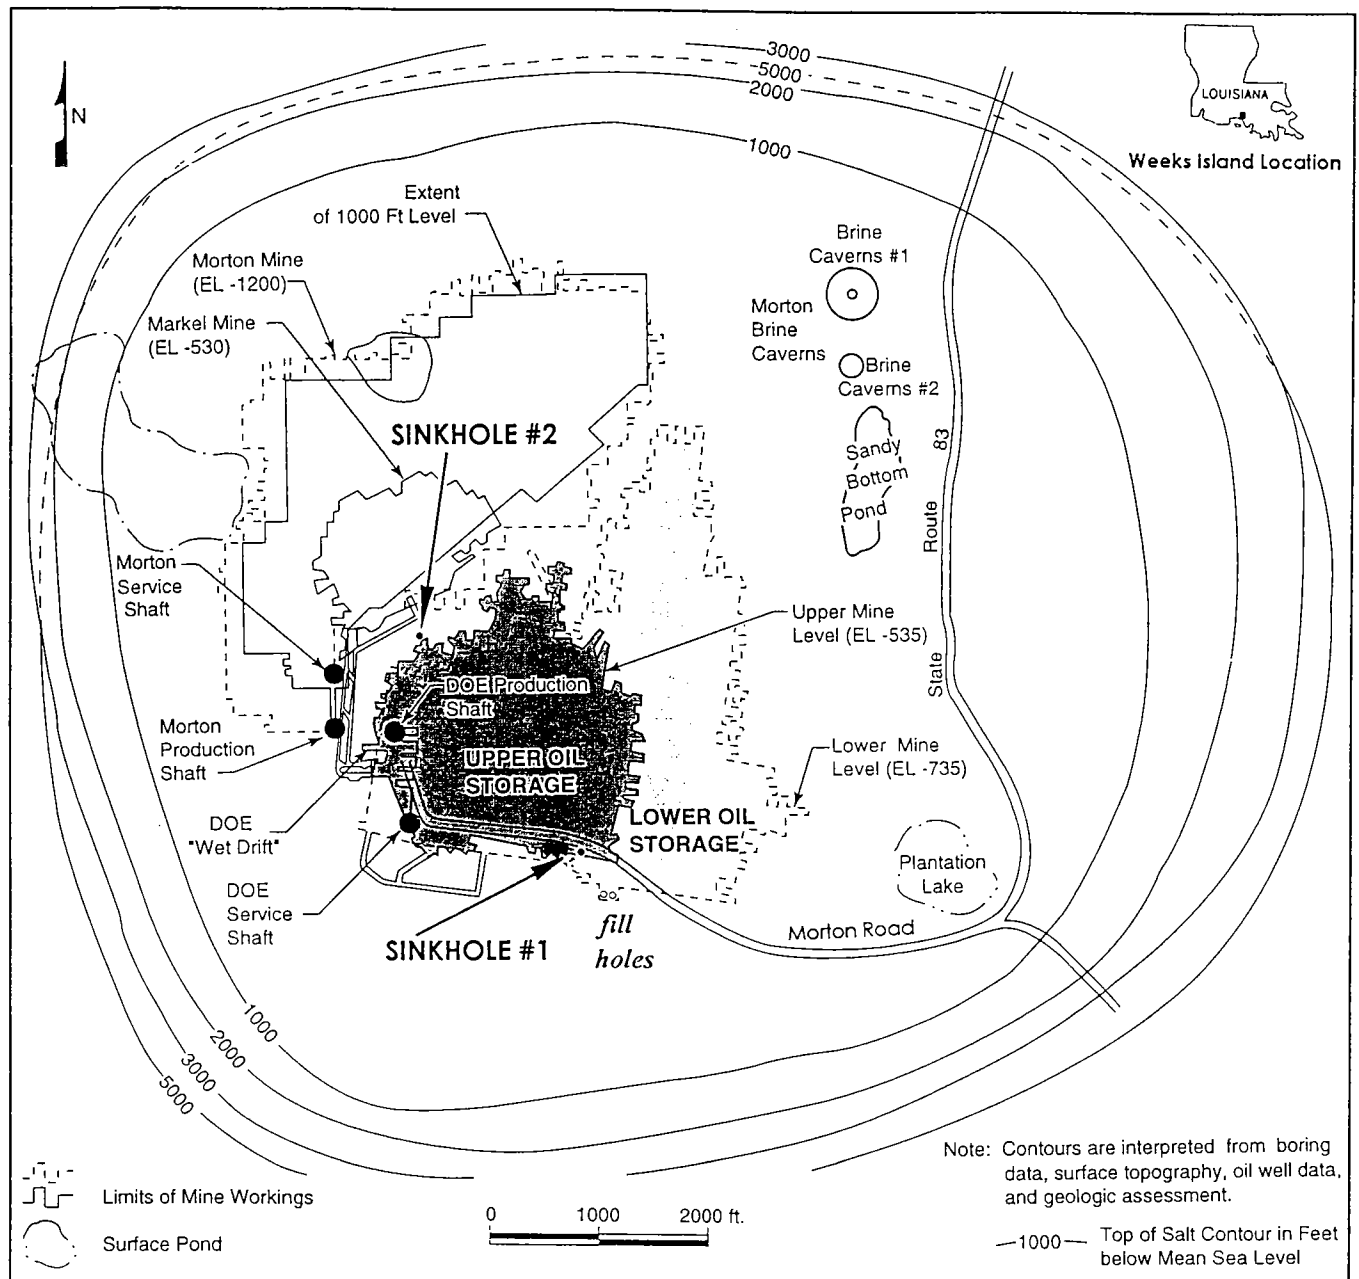 3000
5000
2000
1000
N
LOUISIANA
Weeks Island Location
Extent
of 1000 Ft Level
Morton Mine
(EL -1200)
Markel Mine
(EL -530)
Brine
Caverns #1
Morton
Brine
Caverns
Brine
Caverns #2
SINKHOLE #2
Sandy
Bottom
Pond
State Route 83
Morton
Service
Shaft
Upper Mine
Level (EL -535)
DOE Production
Shaft
Morton
Production
Shaft
UPPER OIL
STORAGE
Lower Mine
Level (EL -735)
LOWER OIL
STORAGE
DOE
"Wet Drift"
Plantation
Lake
DOE
Service
Shaft
SINKHOLE #1
fill
holes
Morton Road
1000
2000
3000
5000
Limits of Mine Workings
Surface Pond
0 1000 2000 ft.
Note: Contours are interpreted from boring
data, surface topography, oil well data,
and geologic assessment.
1000 Top of Salt Contour in Feet
below Mean Sea Level